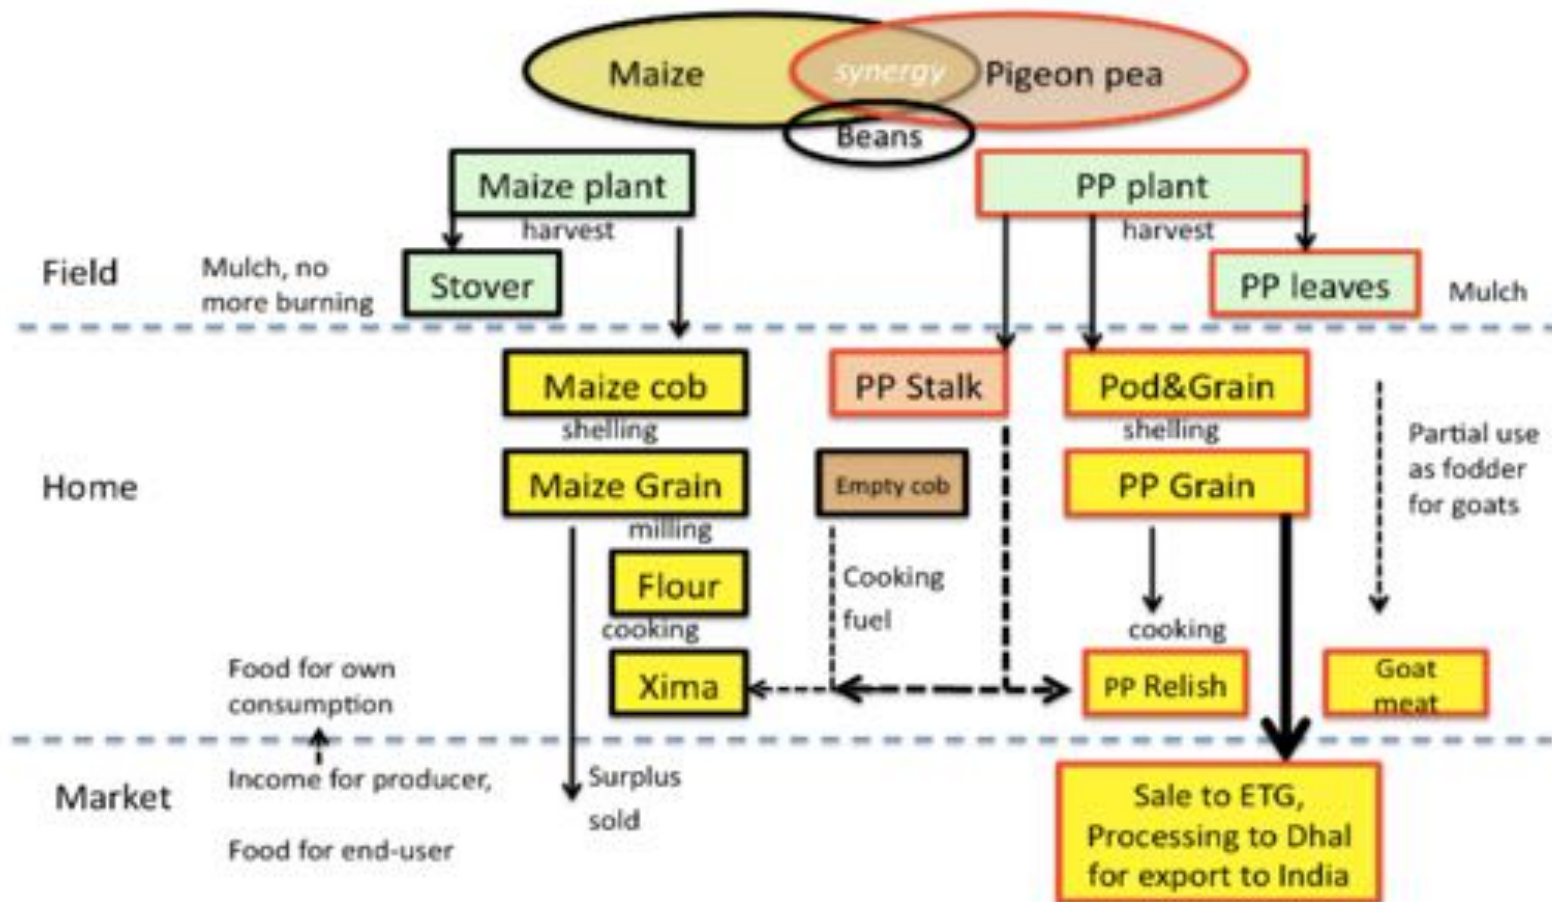 Maize
synergy
Pigeon pea
Beans
Maize plant
PP plant
harvest
harvest
Field
Mulch, no
more burning
Stover
PP leaves
Mulch
Maize cob
PP Stalk
Pod&Grain
shelling
shelling
Partial use
as fodder
for goats
Home
Maize Grain
Empty cob
PP Grain
milling
Flour
Cooking
fuel
cooking
cooking
Food for own
consumption
Xima
PP Relish
Goat
meat
Market
Income for producer,
Food for end-user
Surplus
sold
Sale to ETG,
Processing to Dhal
for export to India